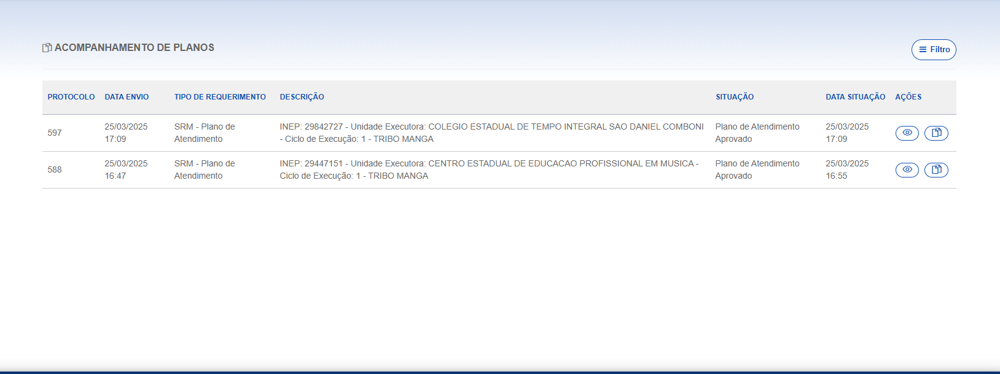 ACOMPANHAMENTO DE PLANOS
Filtro
PROTOCOLO DATA ENVIO TIPO DE REQUERIMENTO DESCRIÇÃO SITUAÇÃO DATA SITUAÇÃO AÇÕES
597
25/03/2025
17:09
SRM - Plano de
Atendimento
INEP: 29842727 - Unidade Executora: COLEGIO ESTADUAL DE TEMPO INTEGRAL SAO DANIEL COMBONI
- Ciclo de Execução: 1 - TRIBO MANGA
Plano de Atendimento
Aprovado
25/03/2025
17:09
588
25/03/2025
16:47
SRM - Plano de
Atendimento
INEP: 29447151 - Unidade Executora: CENTRO ESTADUAL DE EDUCACAO PROFISSIONAL EM MUSICA -
Ciclo de Execução: 1 - TRIBO MANGA
Plano de Atendimento
Aprovado
25/03/2025
16:55